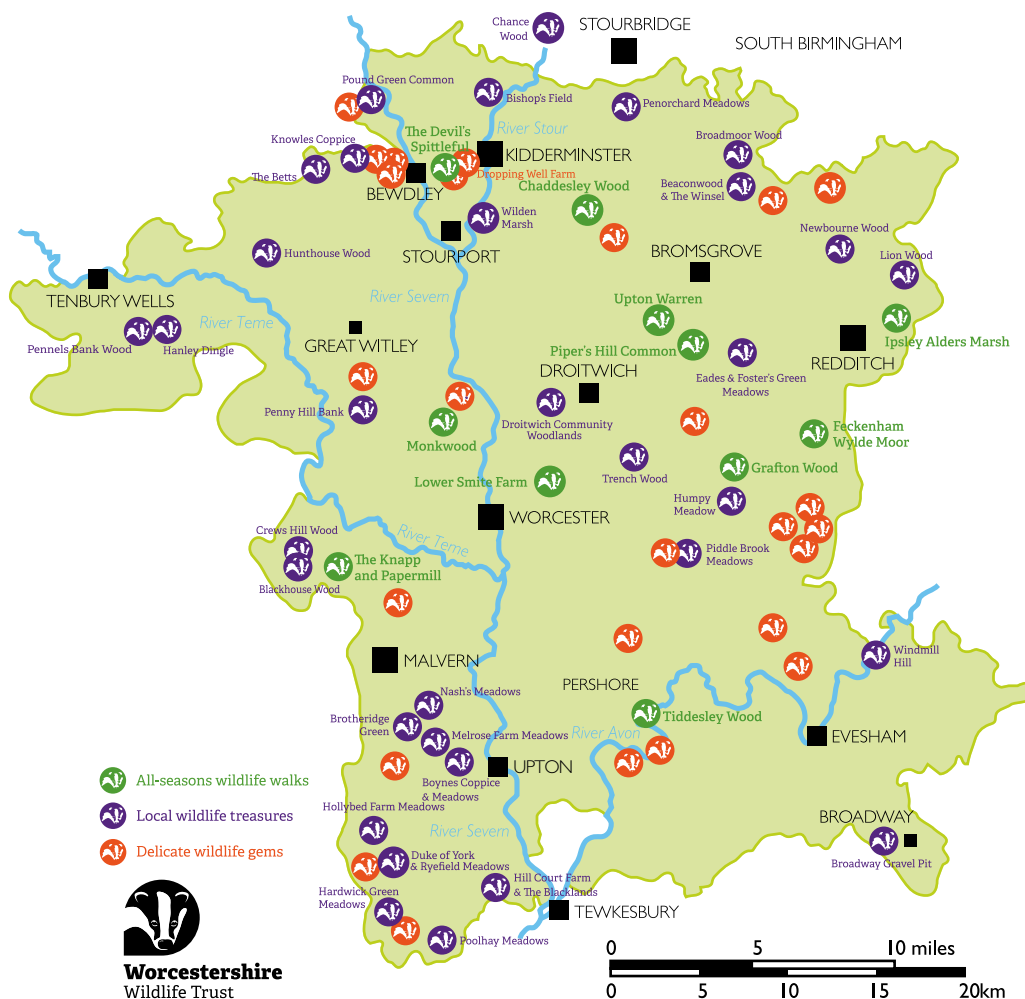 Chance
Wood
STOURBRIDGE
SOUTH BIRMINGHAM
Pound Green Common
Bishop's Field
Penorchard Meadows
River Stour
The Devil's
Spittleful
Knowles Coppice
Broadmoor Wood
KIDDERMINSTER
The Betts
Dropping Well Farm
BEWDLEY
Chaddesley Wood
Beaconwood
& The Winsel
Wilden
Marsh
Newbourne Wood
Hunthouse Wood
STOURPORT
BROMSGROVE
Lion Wood
TENBURY WELLS
River Severn
Upton Warren
River Teme
Pennels Bank Wood
Hanley Dingle
GREAT WITLEY
Piper's Hill Common
Ipsley Alders Marsh
REDDITCH
DROITWICH
Eades & Foster's Green
Meadows
Penny Hill Bank
Droitwich Community
Woodlands
Monkwood
Feckenham
Wylde Moor
Trench Wood
Grafton Wood
Lower Smite Farm
Humpy
Meadow
WORCESTER
Crews Hill Wood
River Teme
Piddle Brook
Meadows
The Knapp
and Papermill
Blackhouse Wood
MALVERN
Windmill
Hill
PERSHORE
Nash's Meadows
Tiddesley Wood
Brotheridge
Green
Melrose Farm Meadows
River Avon
EVESHAM
UPTON
All-seasons wildlife walks
Boynes Coppice
& Meadows
Hollybed Farm Meadows
Local wildlife treasures
River Severn
BROADWAY
Delicate wildlife gems
Duke of York
& Ryefield Meadows
Broadway Gravel Pit
Hill Court Farm
& The Blacklands
Hardwick Green
Meadows
TEWKESBURY
Poolhay Meadows
0 5 10 miles
0 5 10 15 20km
Worcestershire
Wildlife Trust